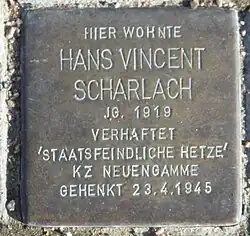 HIER WOHNTE
HANS VINCENT
SCHARLACH
JG. 1919
VERHAFTET
'STAATSFEINDLICHE HETZE'
KZ NEUENGAMME
GEHENKT 23.4.1945